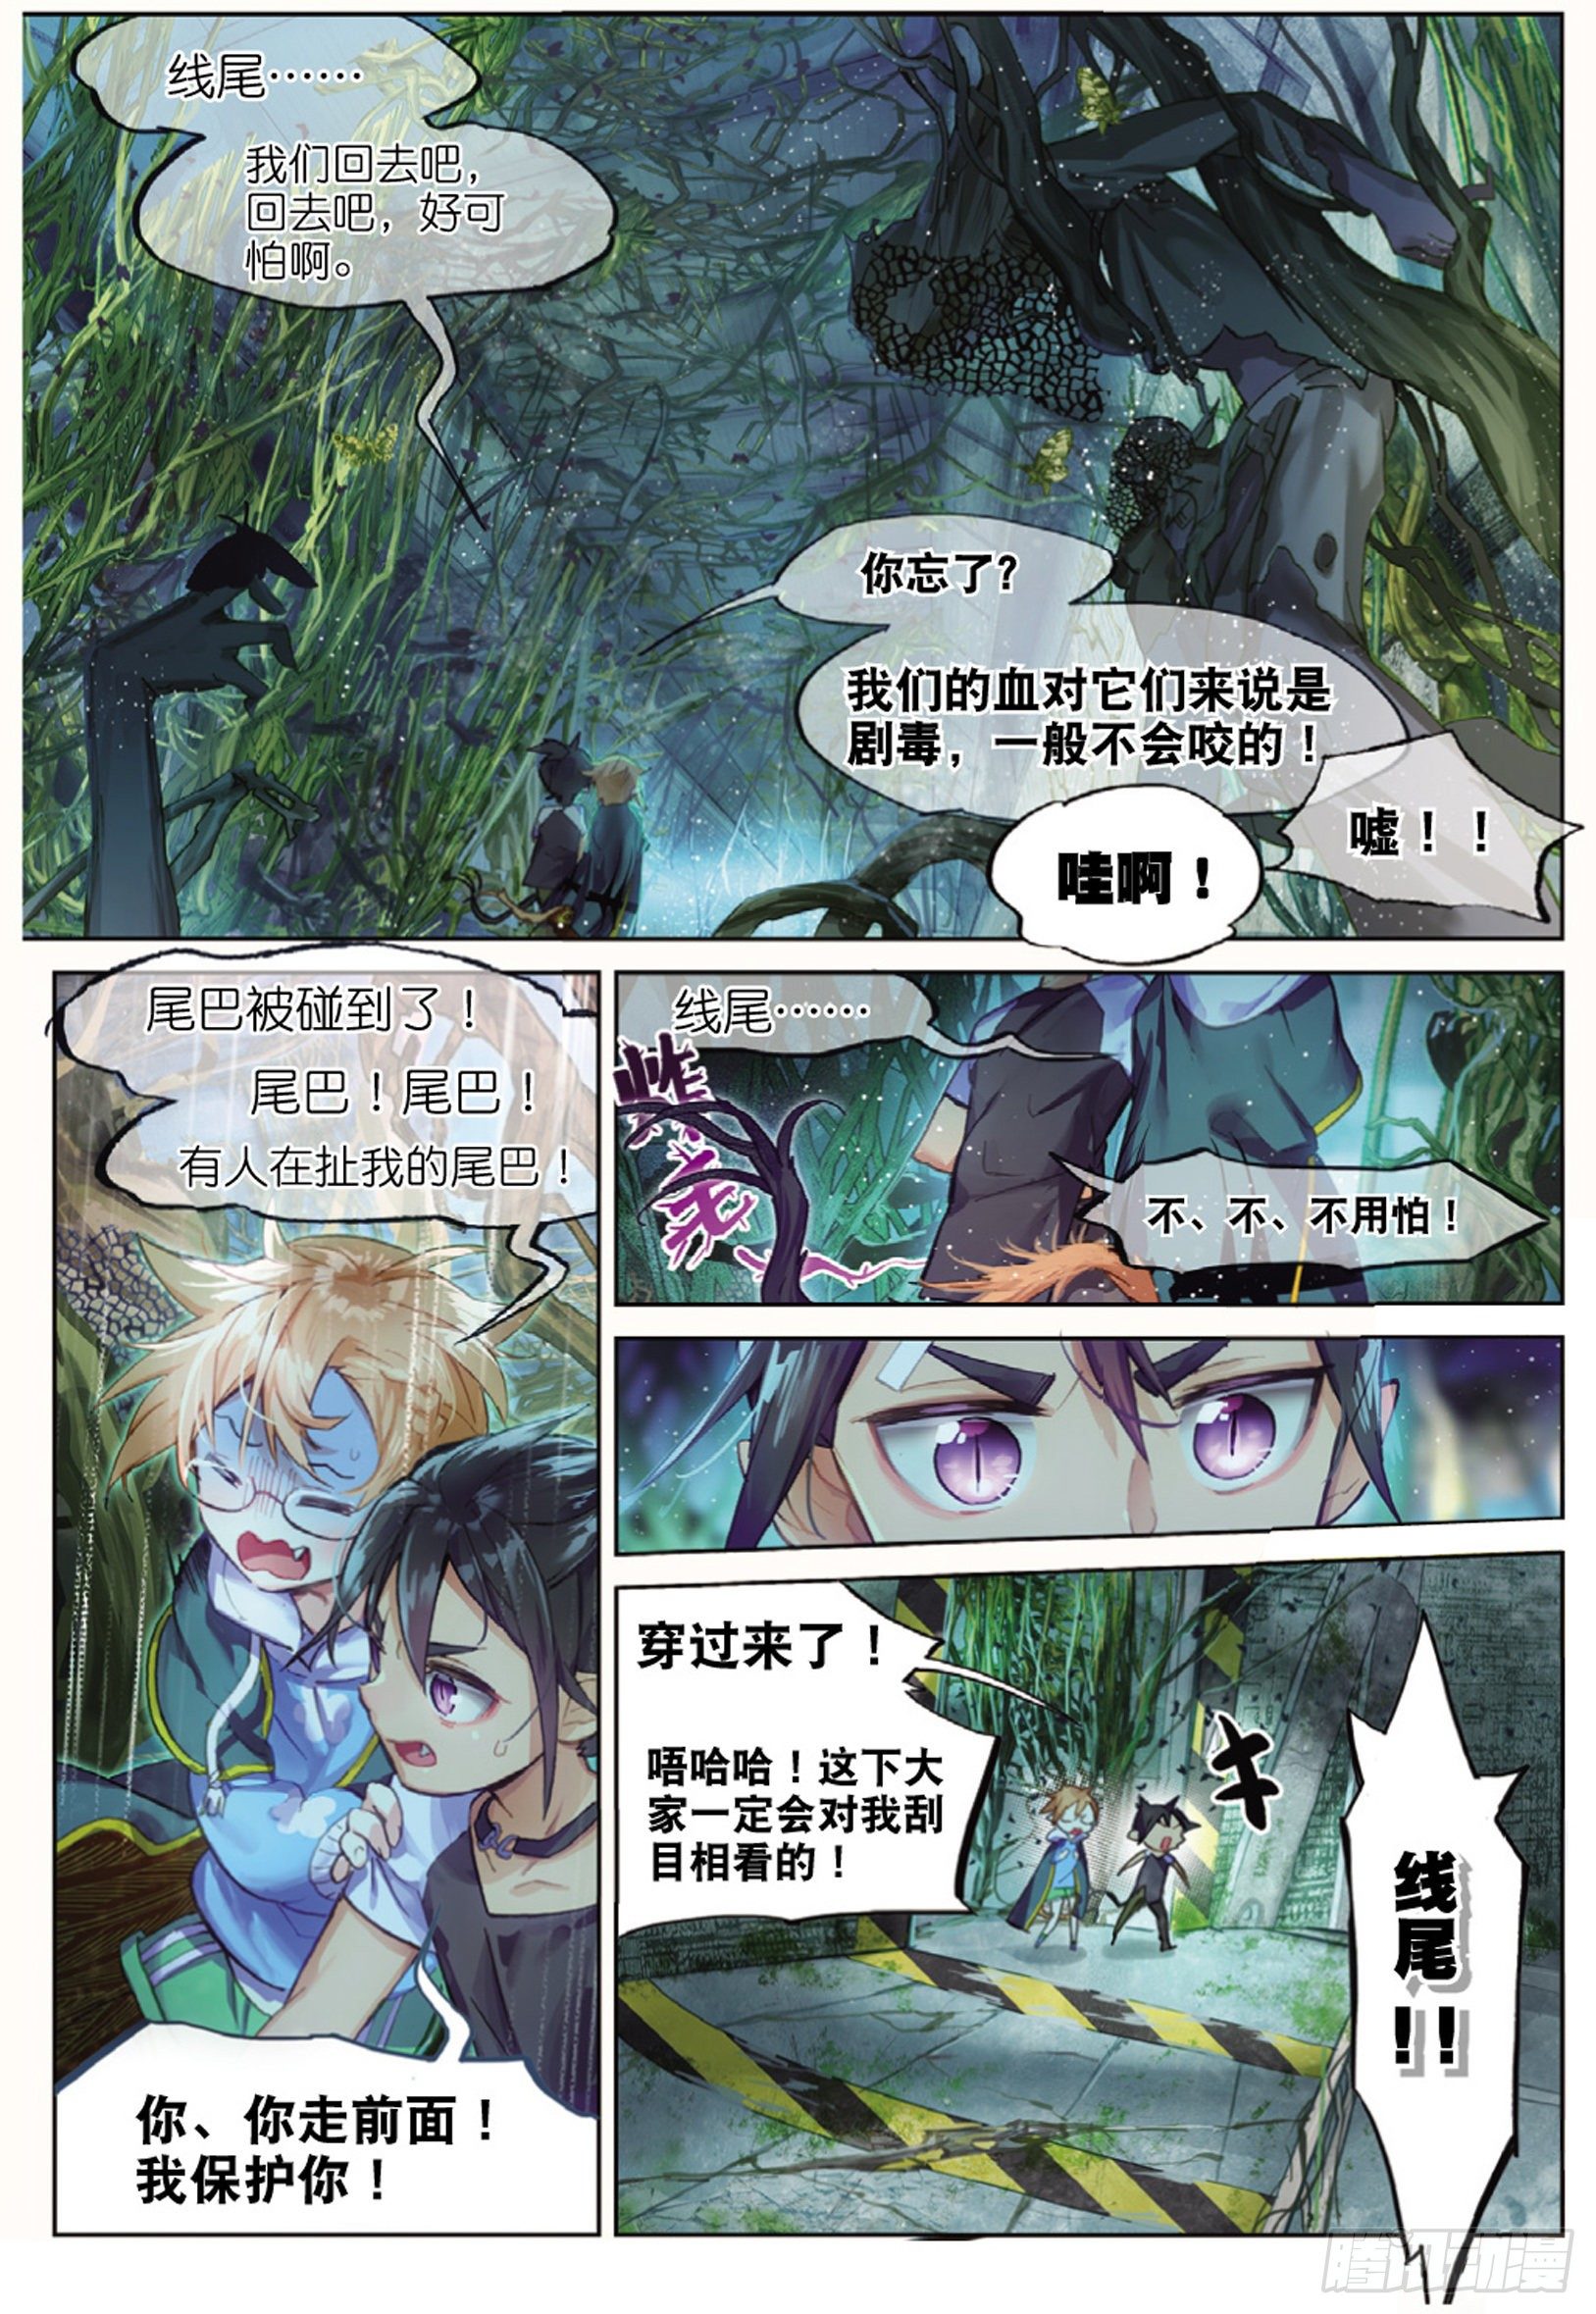 线尾……
我们回去吧，
回去吧，好可
怕啊。
你忘了?
我们的血对它们来说是
剧毒，一般不会咬的！
嘘！！
哇啊！
尾巴被碰到了！
尾巴！尾巴！
有人在扯我的尾巴！
你、你走前面！
我保护你！
线尾……
炸
毛
不、不、不用怕！
穿过来了！
唔哈哈！这下大
家一定会对我刮
目相看的！
线尾!!
腾讯动漫